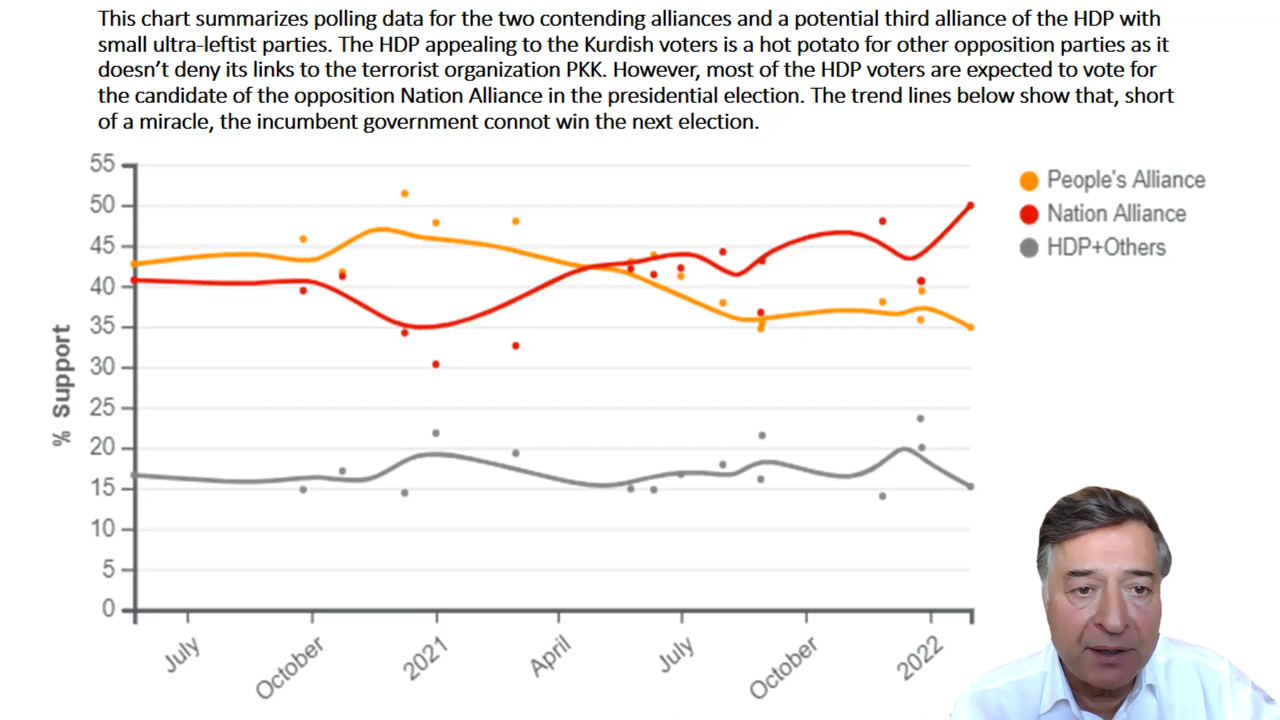 This chart summarizes polling data for the two contending alliances and a potential third alliance of the HDP with
small ultra-leftist parties. The HDP appealing to the Kurdish voters is a hot potato for other opposition parties as it
doesn’t deny its links to the terrorist organization PKK. However, most of the HDP voters are expected to vote for
the candidate of the opposition Nation Alliance in the presidential election. The trend lines below show that, short
of a miracle, the incumbent government connot win the next election.
55
50
45
40
35
30
25
20
15
10
5
0
% Support
July
October
2021
April
July
October
2022
People's Alliance
Nation Alliance
HDP+Others